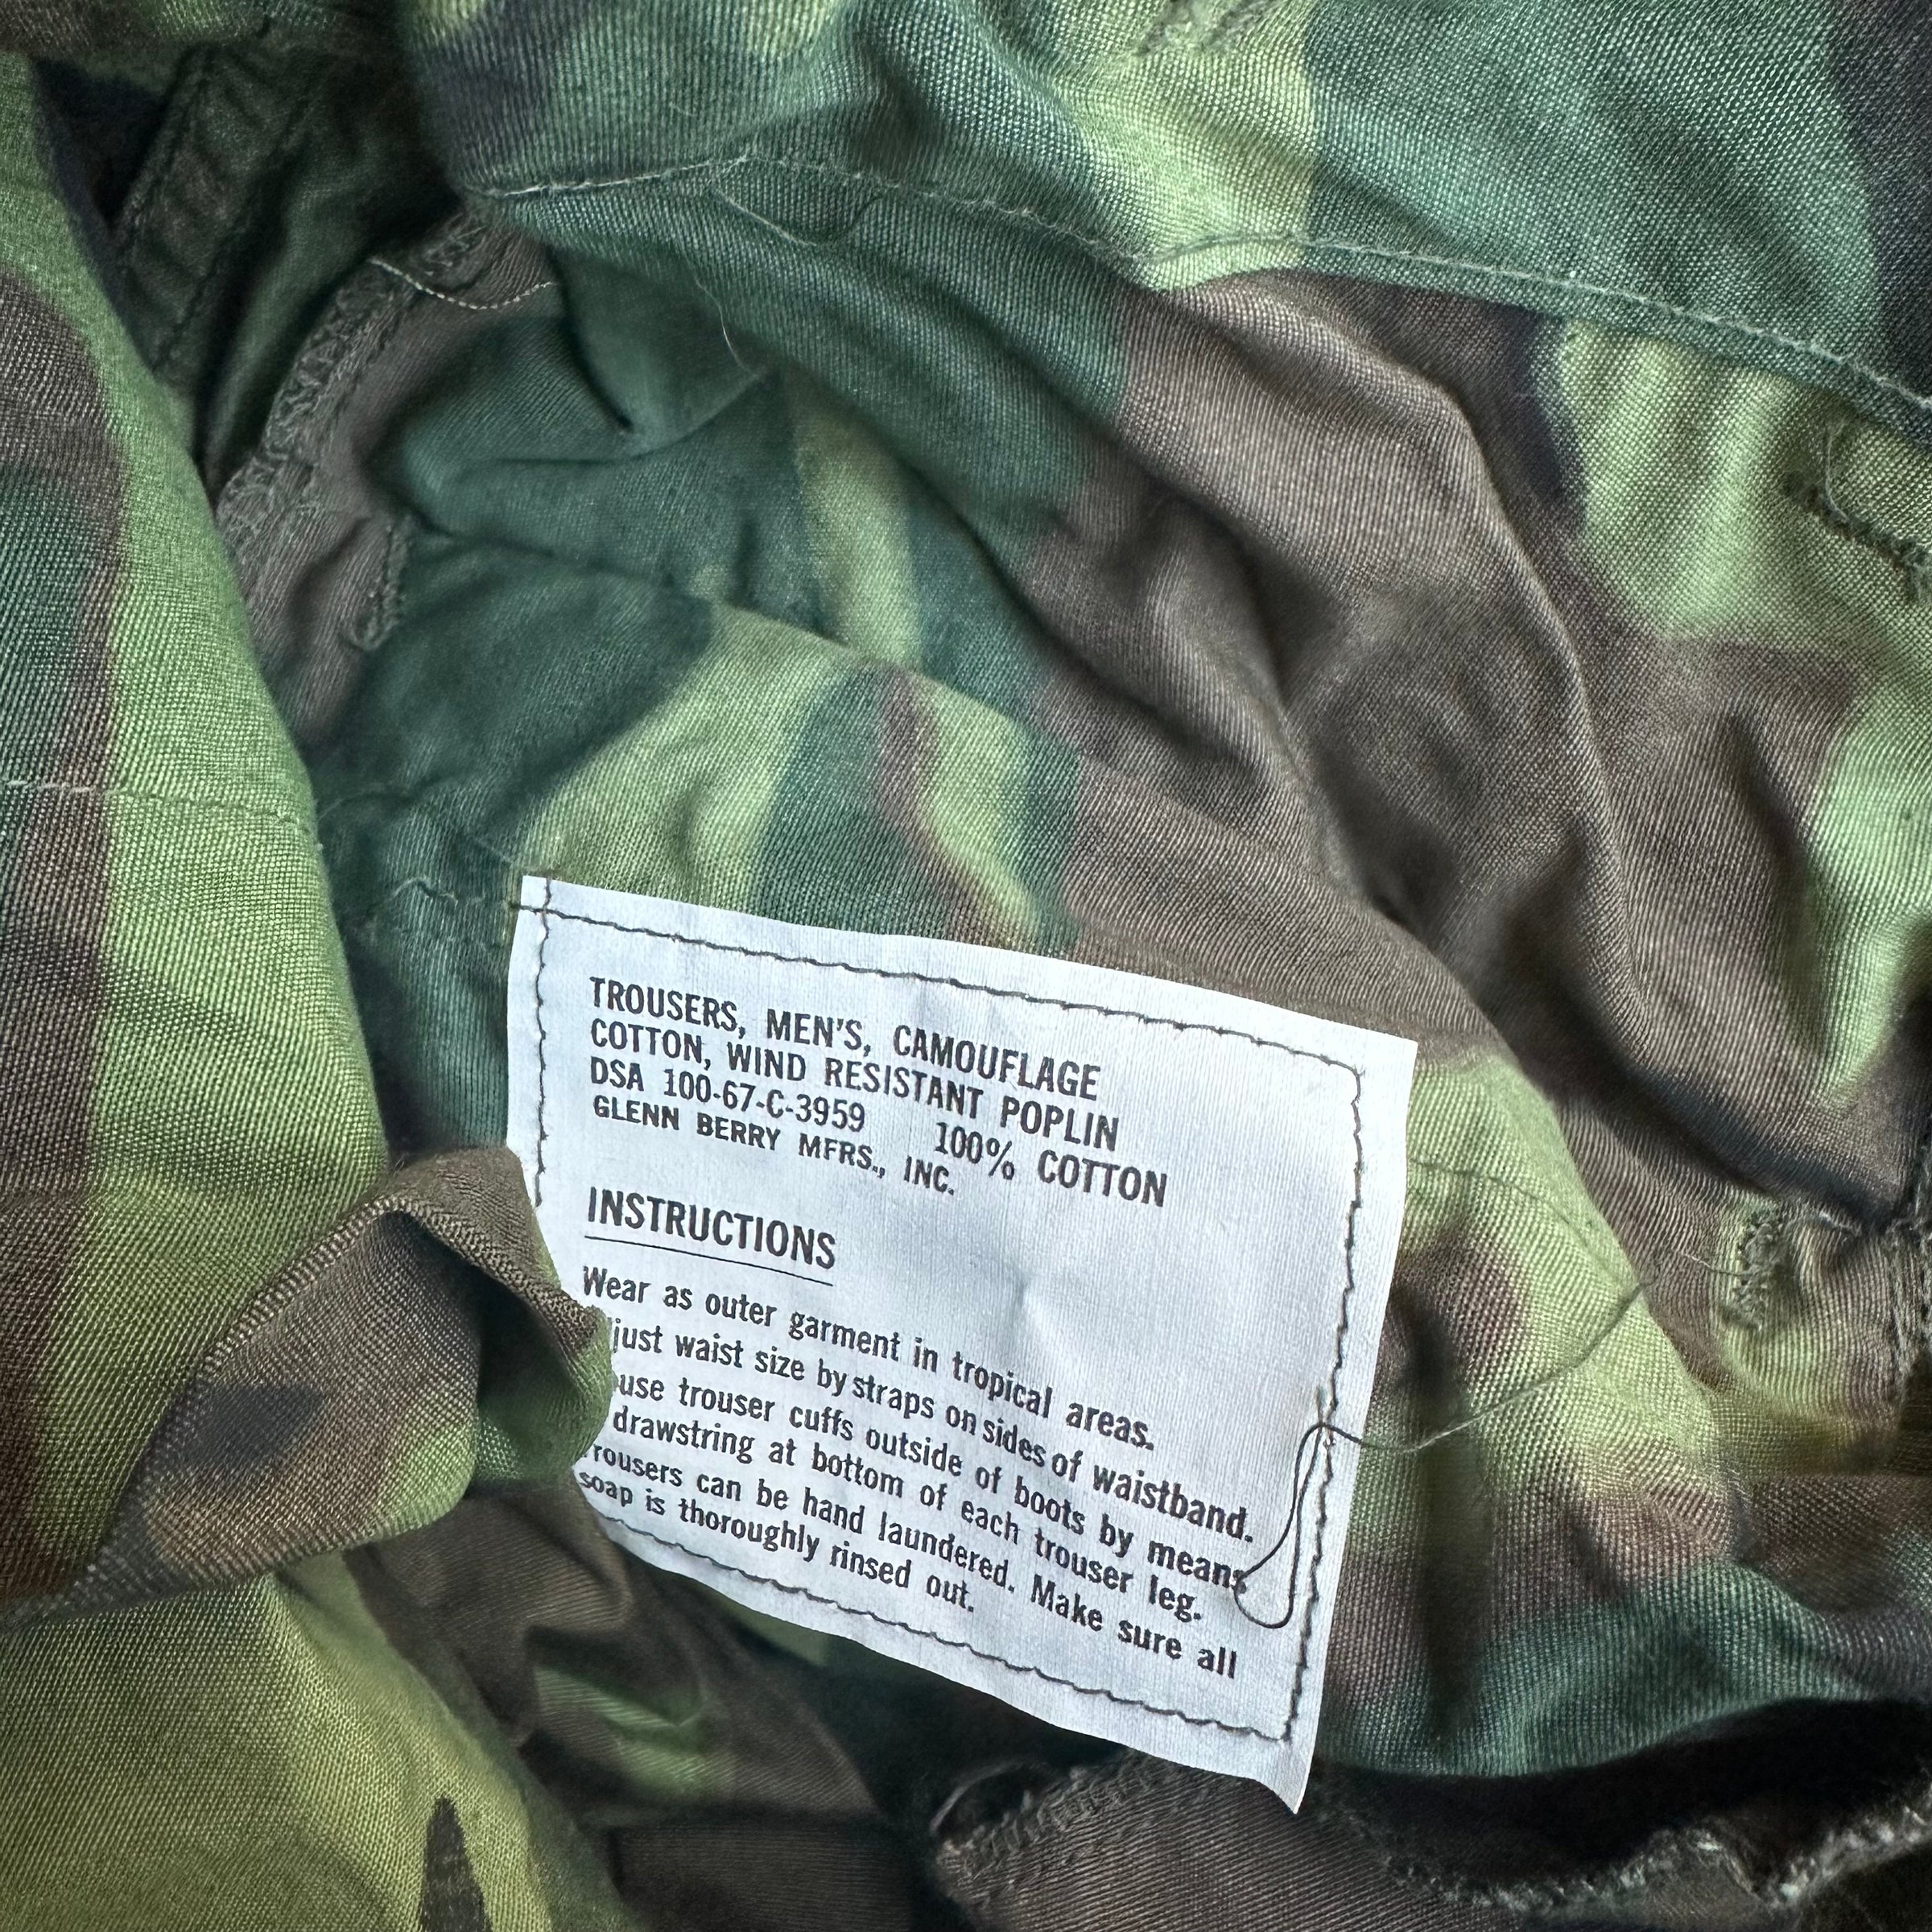 TROUSERS, MEN'S, CAMOUFLAGE
COTTON, WIND RESISTANT POPLIN
DSA 100-67-C-3959 100% COTTON
GLENN BERRY MFRS., INC.
INSTRUCTIONS
Wear as outer garment in tropical areas.
just waist size by straps on sides of waistband.
use trouser cuffs outside of boots by means
drawstring at bottom of each trouser leg.
rousers can be hand laundered. Make sure all
soap is thoroughly rinsed out.